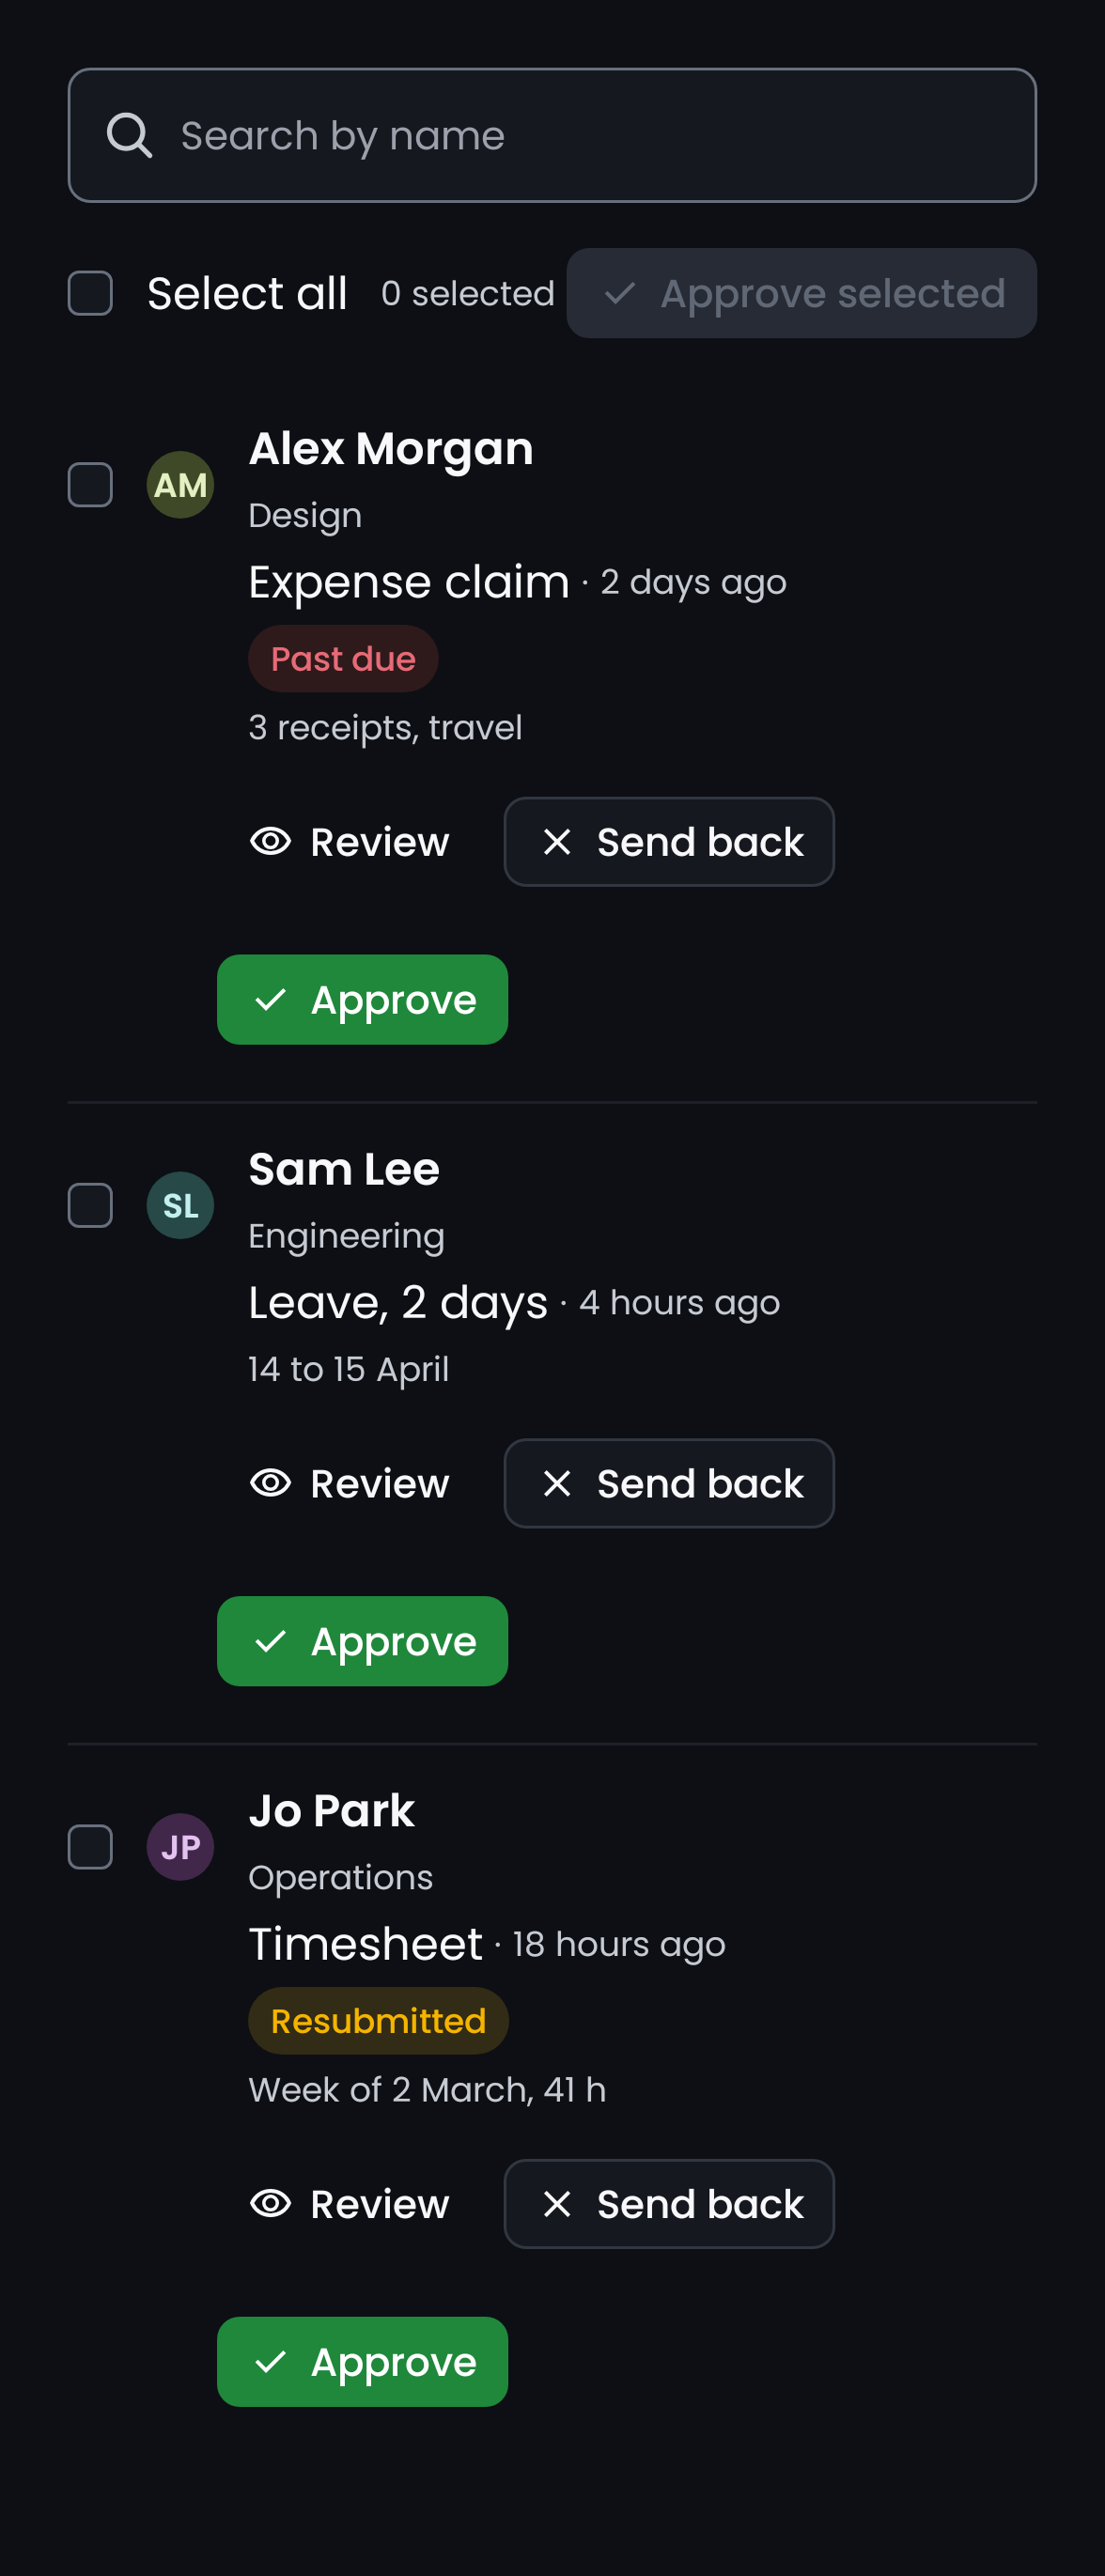 Search by name
Select all 0 selected Approve selected
Alex Morgan
AM
Design
Expense claim · 2 days ago
Past due
3 receipts, travel
Review Send back
Approve
Sam Lee
SL
Engineering
Leave, 2 days · 4 hours ago
14 to 15 April
Review Send back
Approve
Jo Park
JP
Operations
Timesheet · 18 hours ago
Resubmitted
Week of 2 March, 41 h
Review Send back
Approve